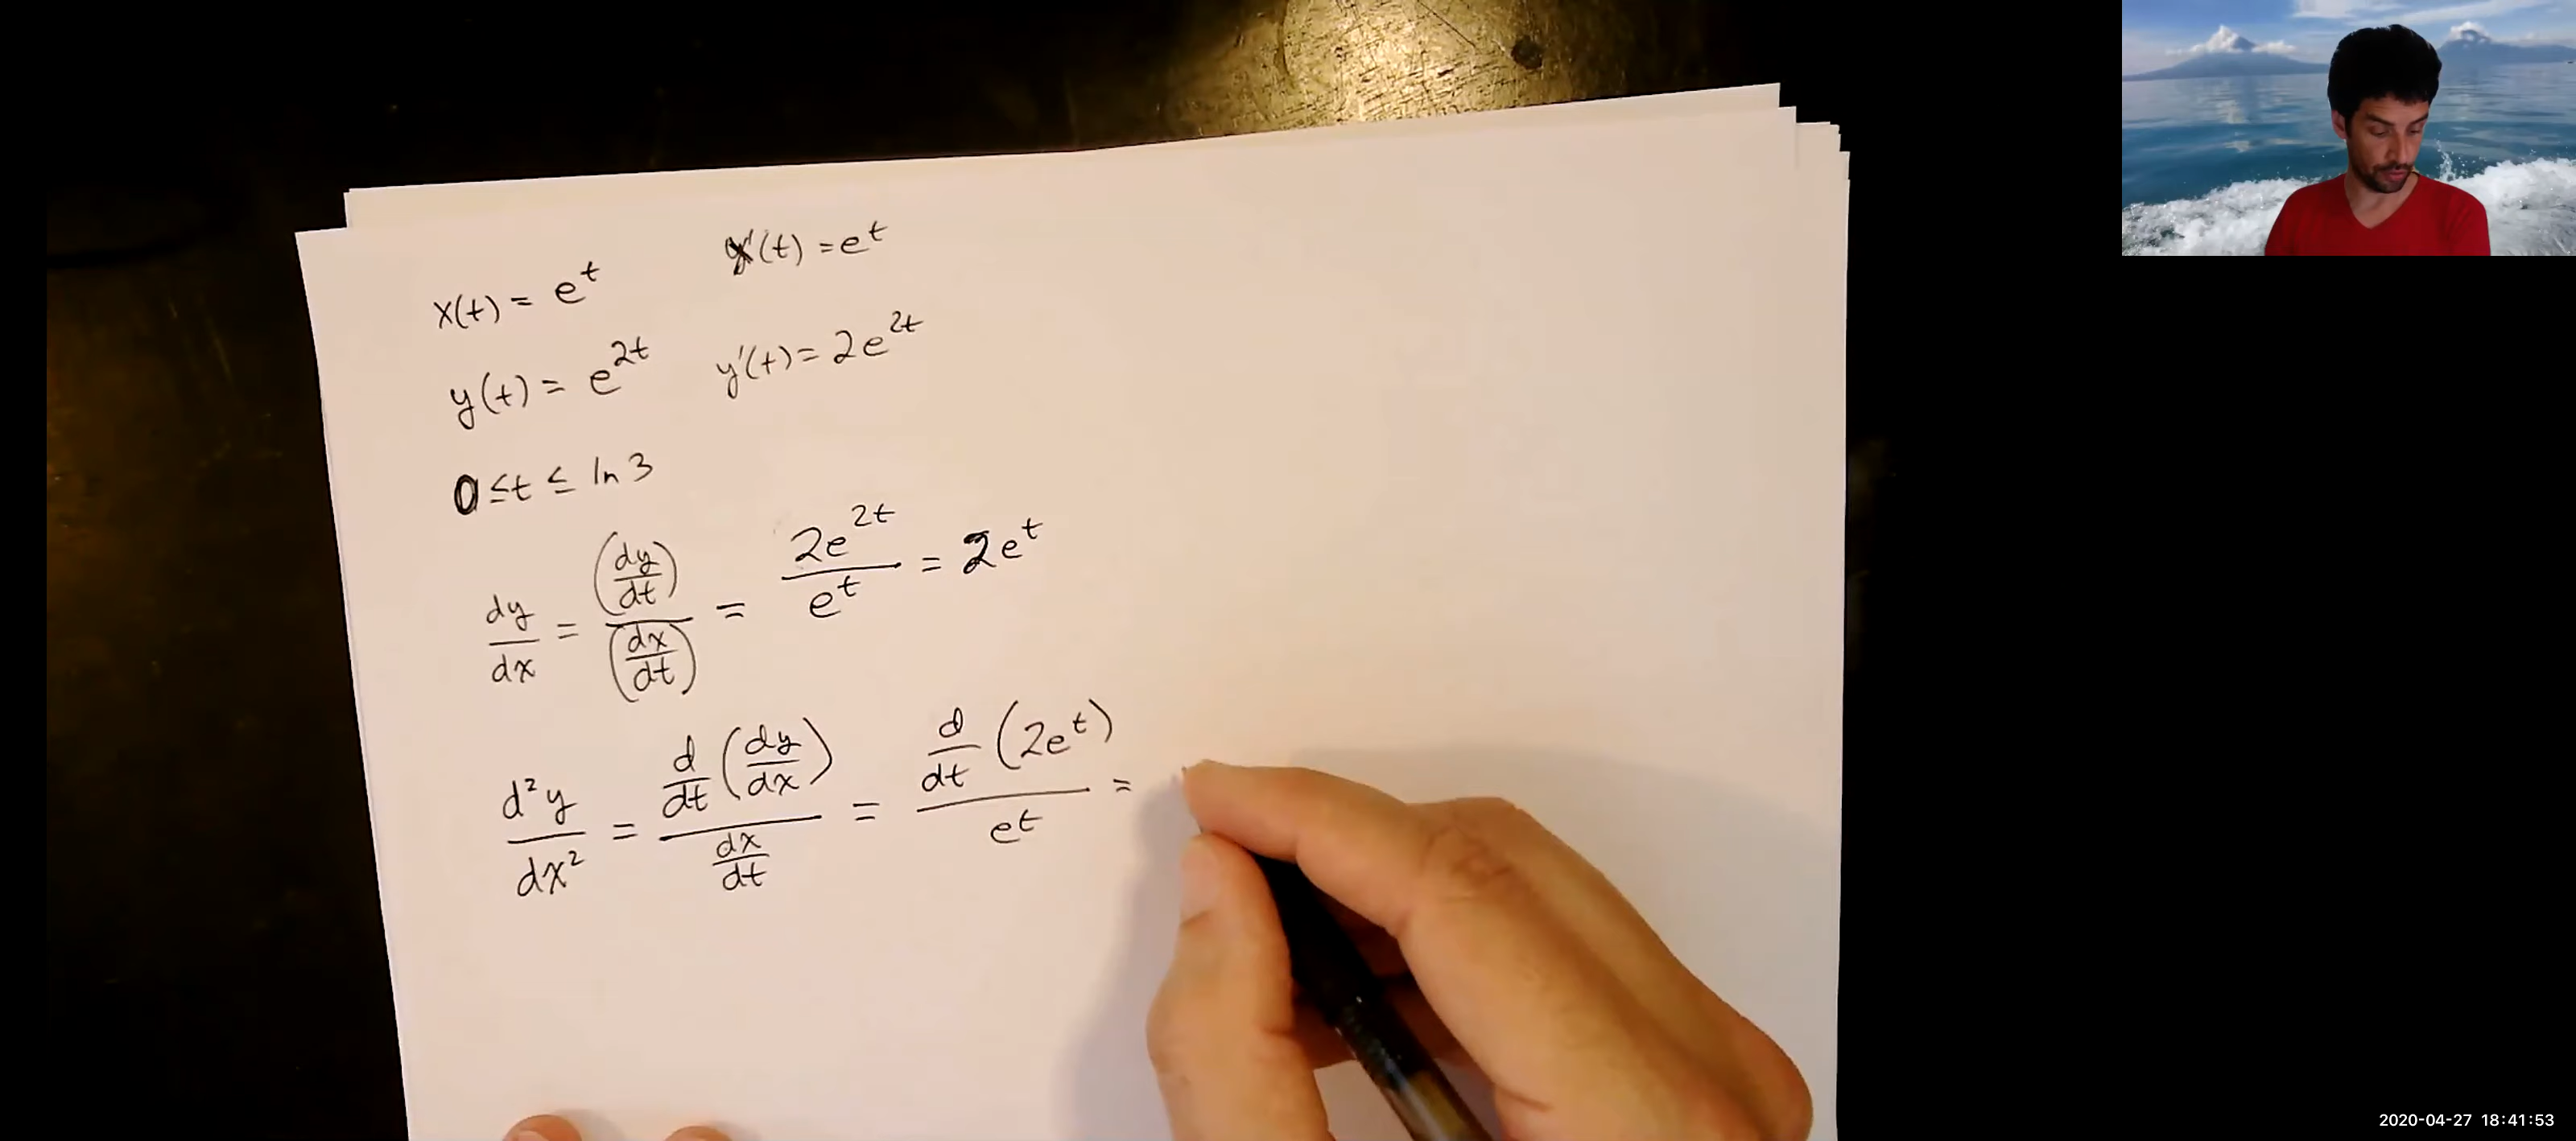 x'(t) = e^t
x(t) = e^t
y(t) = e^{2t} y'(t) = 2e^{2t}
0 ≤ t ≤ ln 3
dy/dx = (dy/dt)/(dx/dt) = 2e^{2t}/e^t = 2e^t
d²y/dx² = d/dt (dy/dx)/dx/dt = d/dt (2e^t)/e^t =
2020-04-27 18:41:53